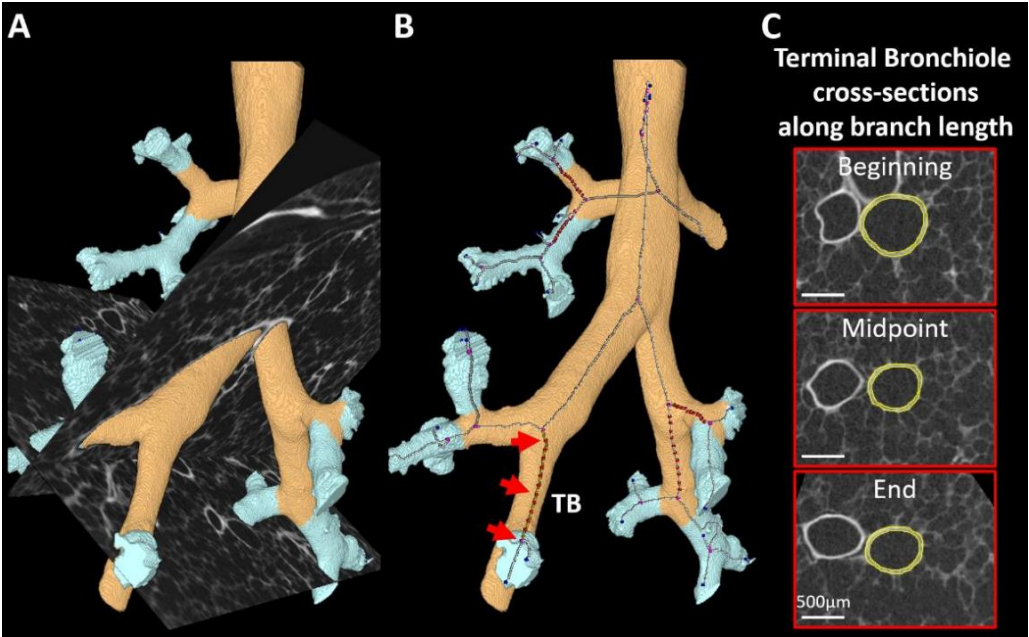 A
B
C
Terminal Bronchiole
cross-sections
along branch length
Beginning
Midpoint
TB
End
500µm